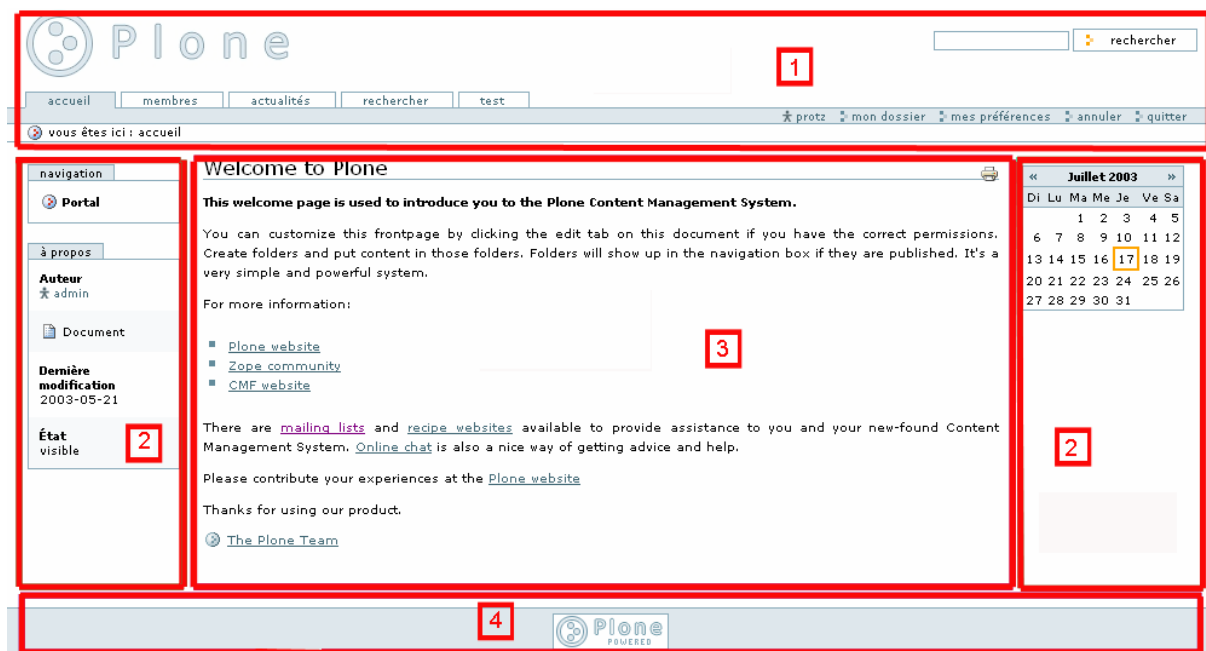 Plone
rechercher
1
accueil membres actualités rechercher test
protz mon dossier mes préférences annuler quitter
vous êtes ici : accueil
navigation
Portal
à propos
Auteur
admin
Document
Dernière
modification
2003-05-21
État
visible
2
Welcome to Plone
This welcome page is used to introduce you to the Plone Content Management System.
You can customize this frontpage by clicking the edit tab on this document if you have the correct permissions.
Create folders and put content in those folders. Folders will show up in the navigation box if they are published. It's a
very simple and powerful system.
For more information:
Plone website
Zope community
CMF website
3
There are mailing lists and recipe websites available to provide assistance to you and your new-found Content
Management System. Online chat is also a nice way of getting advice and help.
Please contribute your experiences at the Plone website
Thanks for using our product.
The Plone Team
« Juillet 2003 »
Di Lu Ma Me Je Ve Sa
1 2 3 4 5
6 7 8 9 10 11 12
13 14 15 16 17 18 19
20 21 22 23 24 25 26
27 28 29 30 31
2
4
Plone
POWERED